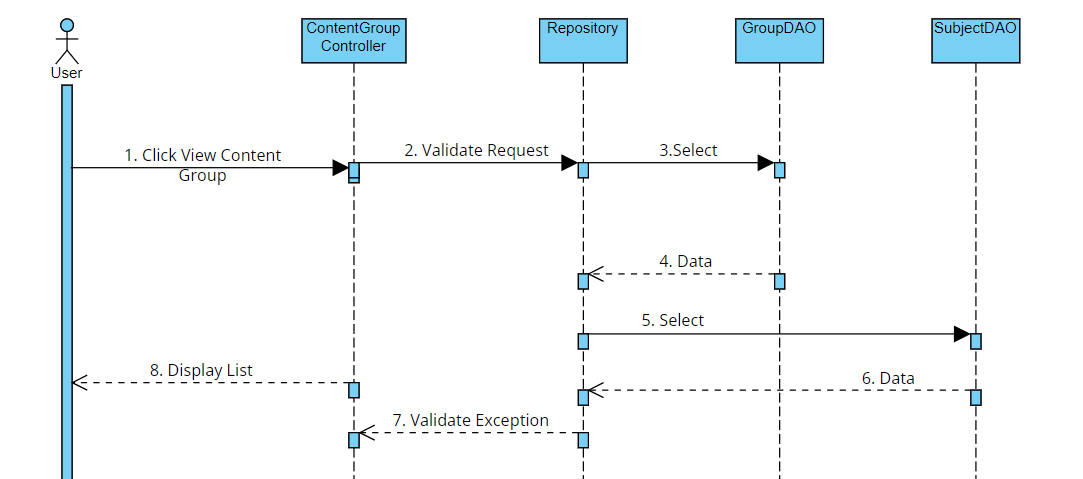 User
ContentGroup
Controller
Repository
GroupDAO
SubjectDAO
1. Click View Content
Group
2. Validate Request
3.Select
4. Data
5. Select
8. Display List
6. Data
7. Validate Exception